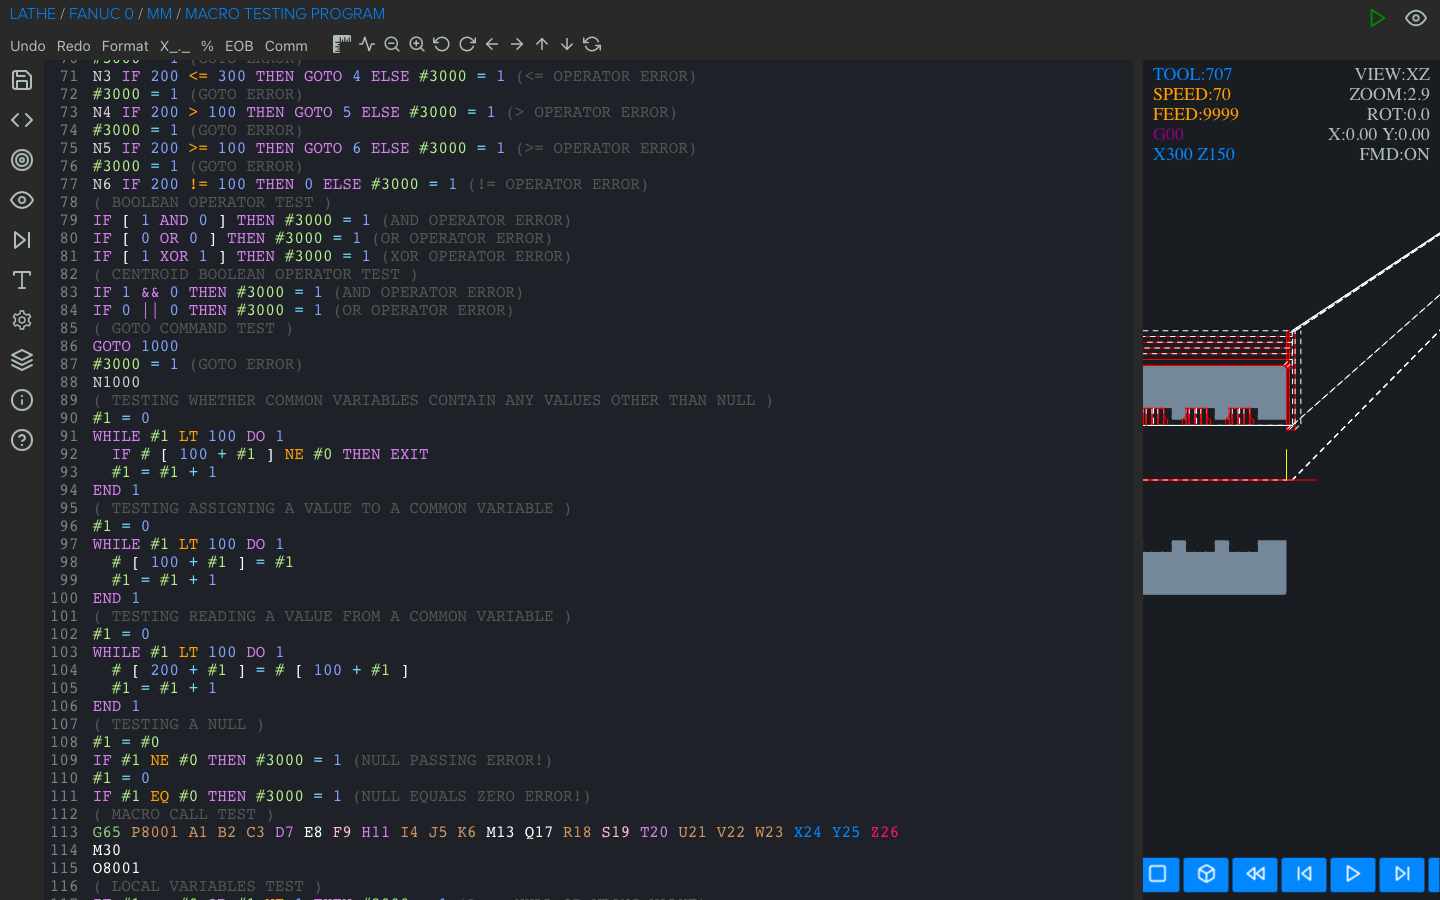 LATHE / FANUC 0 / MM / MACRO TESTING PROGRAM
Undo Redo Format X_._ % EOB Comm
70 #3000 = 1 (GOTO ERROR)
71 N3 IF 200 <= 300 THEN GOTO 4 ELSE #3000 = 1 (<= OPERATOR ERROR)
72 #3000 = 1 (GOTO ERROR)
73 N4 IF 200 > 100 THEN GOTO 5 ELSE #3000 = 1 (> OPERATOR ERROR)
74 #3000 = 1 (GOTO ERROR)
75 N5 IF 200 >= 100 THEN GOTO 6 ELSE #3000 = 1 (>= OPERATOR ERROR)
76 #3000 = 1 (GOTO ERROR)
77 N6 IF 200 != 100 THEN 0 ELSE #3000 = 1 (!= OPERATOR ERROR)
78 ( BOOLEAN OPERATOR TEST )
79 IF [ 1 AND 0 ] THEN #3000 = 1 (AND OPERATOR ERROR)
80 IF [ 0 OR 0 ] THEN #3000 = 1 (OR OPERATOR ERROR)
81 IF [ 1 XOR 1 ] THEN #3000 = 1 (XOR OPERATOR ERROR)
82 ( CENTROID BOOLEAN OPERATOR TEST )
83 IF 1 && 0 THEN #3000 = 1 (AND OPERATOR ERROR)
84 IF 0 || 0 THEN #3000 = 1 (OR OPERATOR ERROR)
85 ( GOTO COMMAND TEST )
86 GOTO 1000
87 #3000 = 1 (GOTO ERROR)
88 N1000
89 ( TESTING WHETHER COMMON VARIABLES CONTAIN ANY VALUES OTHER THAN NULL )
90 #1 = 0
91 WHILE #1 LT 100 DO 1
92 IF # [ 100 + #1 ] NE #0 THEN EXIT
93 #1 = #1 + 1
94 END 1
95 ( TESTING ASSIGNING A VALUE TO A COMMON VARIABLE )
96 #1 = 0
97 WHILE #1 LT 100 DO 1
98 # [ 100 + #1 ] = #1
99 #1 = #1 + 1
100 END 1
101 ( TESTING READING A VALUE FROM A COMMON VARIABLE )
102 #1 = 0
103 WHILE #1 LT 100 DO 1
104 # [ 200 + #1 ] = # [ 100 + #1 ]
105 #1 = #1 + 1
106 END 1
107 ( TESTING A NULL )
108 #1 = #0
109 IF #1 NE #0 THEN #3000 = 1 (NULL PASSING ERROR!)
110 #1 = 0
111 IF #1 EQ #0 THEN #3000 = 1 (NULL EQUALS ZERO ERROR!)
112 ( MACRO CALL TEST )
113 G65 P8001 A1 B2 C3 D7 E8 F9 H11 I4 J5 K6 M13 Q17 R18 S19 T20 U21 V22 W23 X24 Y25 Z26
114 M30
115 O8001
116 ( LOCAL VARIABLES TEST )
TOOL:707 VIEW:XZ
SPEED:70 ZOOM:2.9
FEED:9999 ROT:0.0
G00 X:0.00 Y:0.00
X300 Z150 FMD:ON